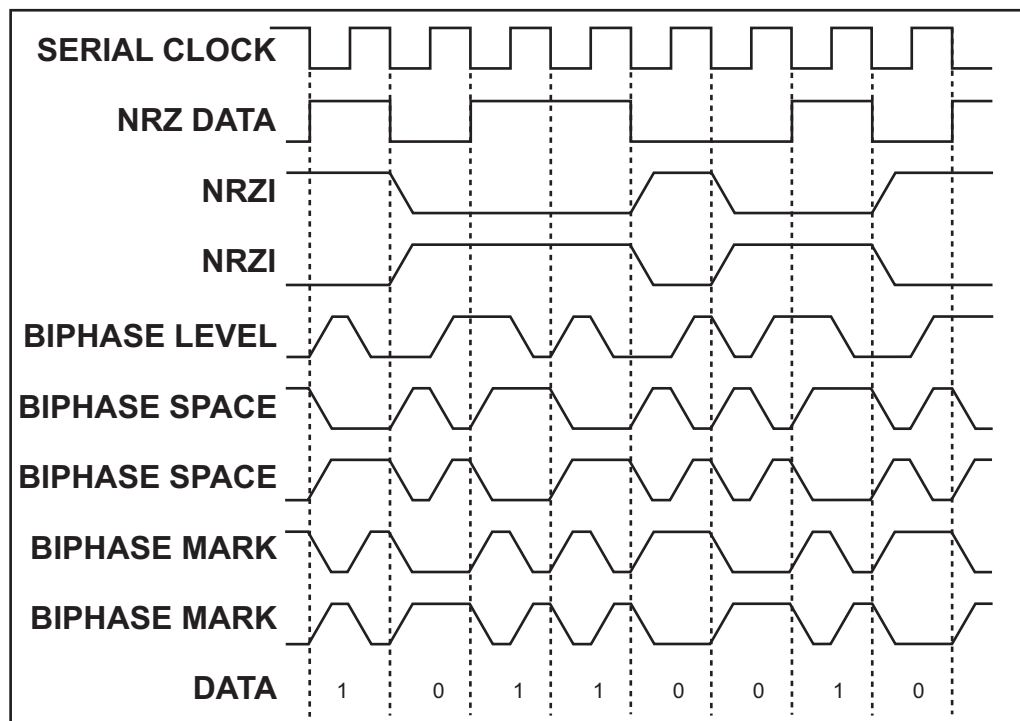 SERIAL CLOCK
NRZ DATA
NRZI
NRZI
BIPHASE LEVEL
BIPHASE SPACE
BIPHASE SPACE
BIPHASE MARK
BIPHASE MARK
DATA 1 0 1 1 0 0 1 0